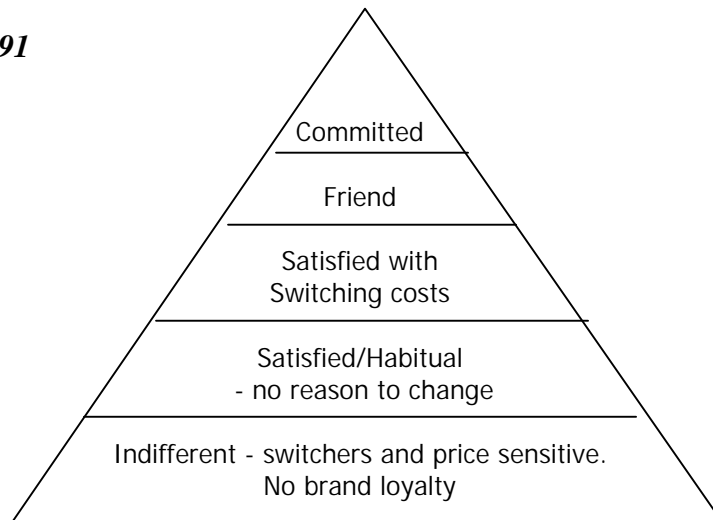 91
Committed
Friend
Satisfied with
Switching costs
Satisfied/Habitual
- no reason to change
Indifferent - switchers and price sensitive.
No brand loyalty